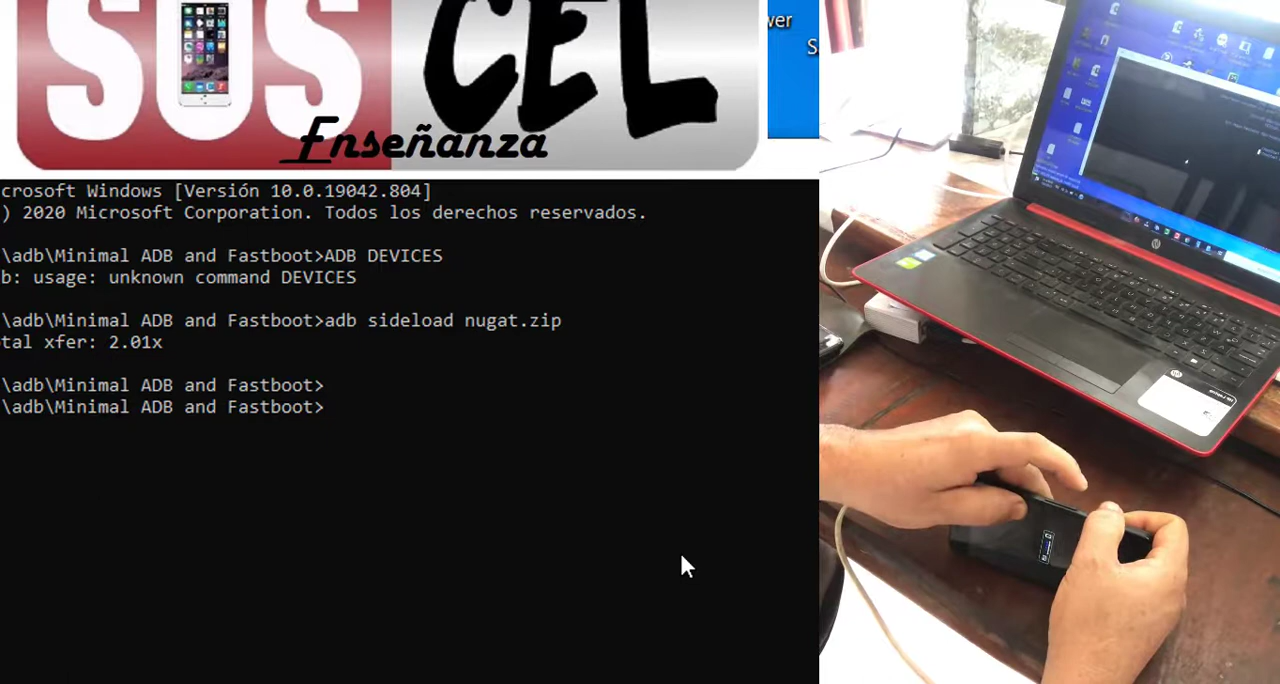 SOS CEL
Enseñanza
wer
S
crosoft Windows [Versión 10.0.19042.804]
) 2020 Microsoft Corporation. Todos los derechos reservados.
\adb\Minimal ADB and Fastboot>ADB DEVICES
b: usage: unknown command DEVICES
\adb\Minimal ADB and Fastboot>adb sideload nugat.zip
tal xfer: 2.01x
\adb\Minimal ADB and Fastboot>
\adb\Minimal ADB and Fastboot>
hp